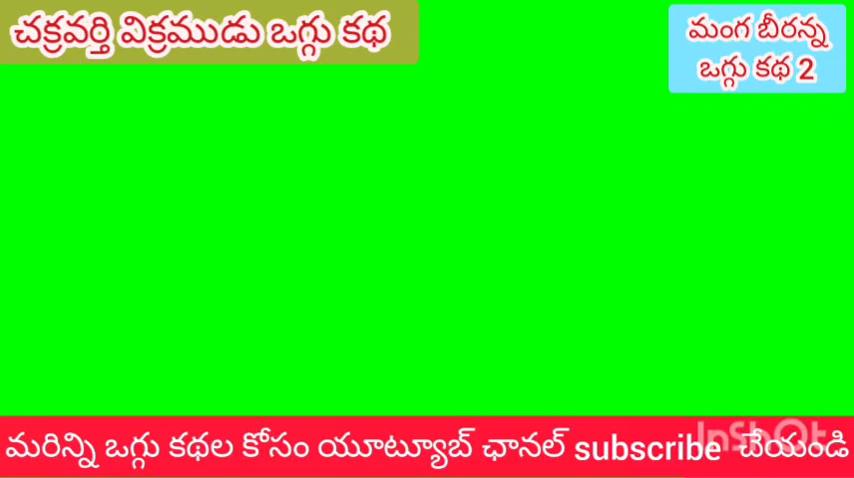 చక్రవర్తి విక్రముడు ఒగ్గు కథ
మంగ బీరన్న
ఒగ్గు కథ 2
మరిన్ని ఒగ్గు కథల కోసం యూట్యూబ్ ఛానల్ subscribe చేయండి
InShOt